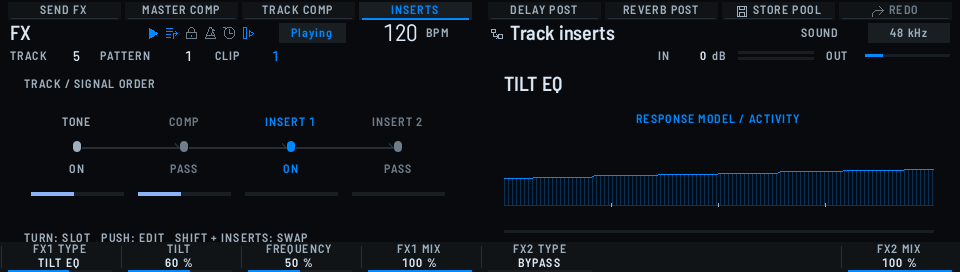 SEND FX MASTER COMP TRACK COMP INSERTS DELAY POST REVERB POST STORE POOL REDO
FX Playing 120 BPM Track inserts SOUND 48 kHz
TRACK 5 PATTERN 1 CLIP 1 IN 0 dB OUT
TRACK / SIGNAL ORDER
TILT EQ
RESPONSE MODEL / ACTIVITY
TONE COMP INSERT 1 INSERT 2
ON PASS ON PASS
TURN: SLOT PUSH: EDIT SHIFT + INSERTS: SWAP
FX1 TYPE TILT FREQUENCY FX1 MIX FX2 TYPE FX2 MIX
TILT EQ 60 % 50 % 100 % BYPASS 100 %